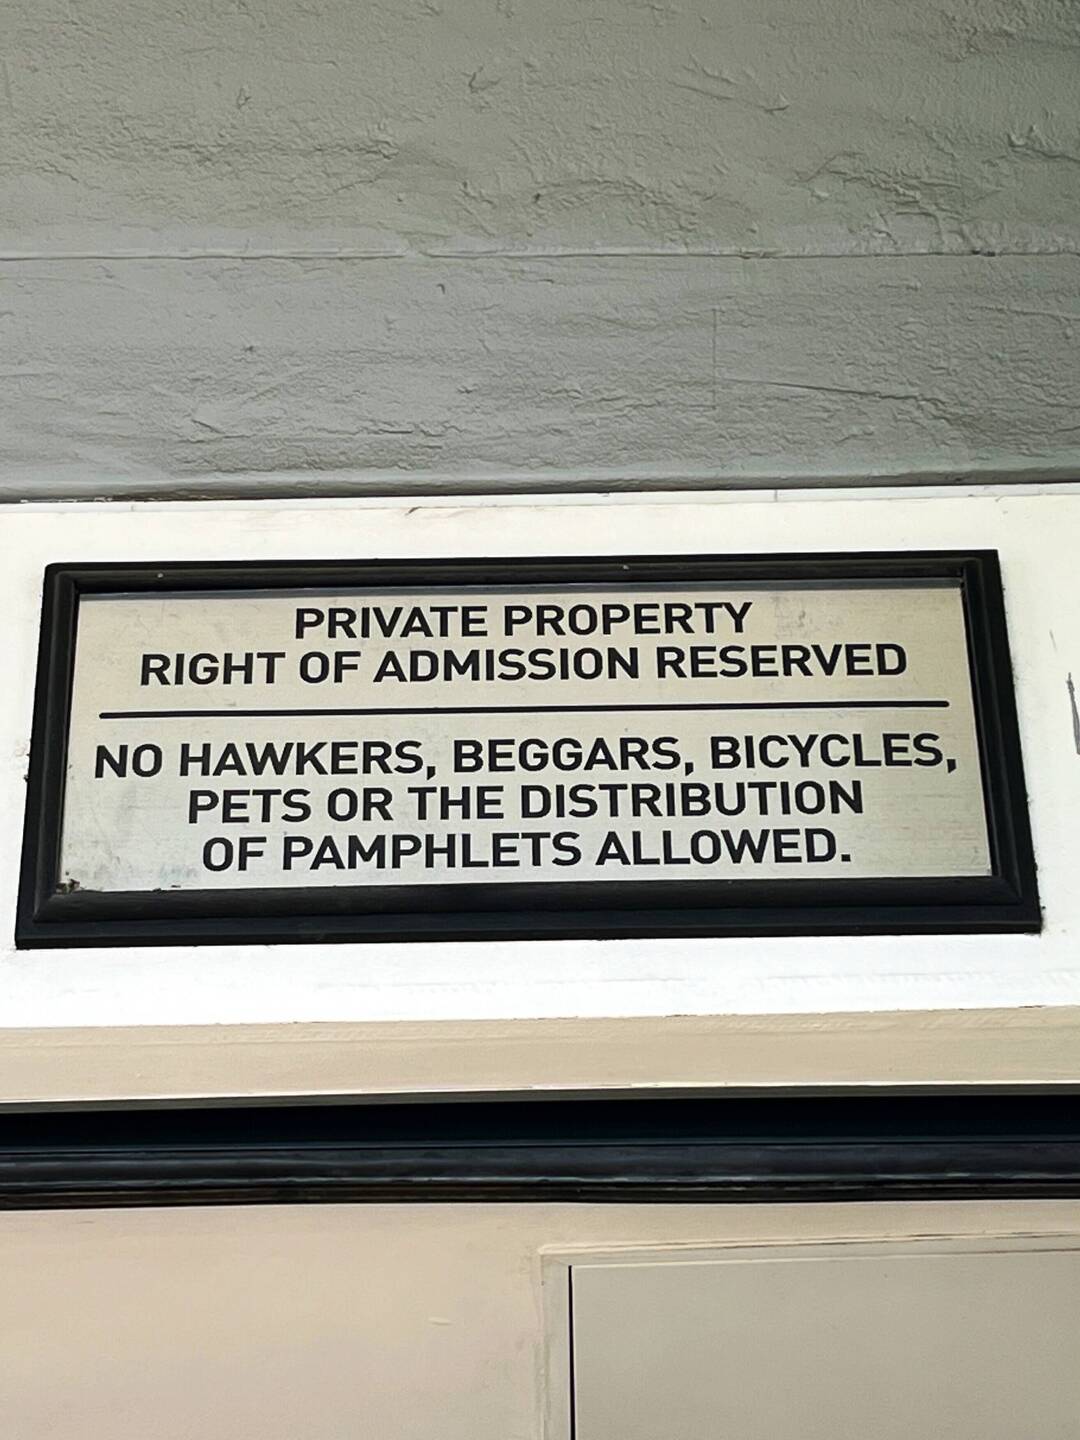 PRIVATE PROPERTY
RIGHT OF ADMISSION RESERVED
NO HAWKERS, BEGGARS, BICYCLES,
PETS OR THE DISTRIBUTION
OF PAMPHLETS ALLOWED.